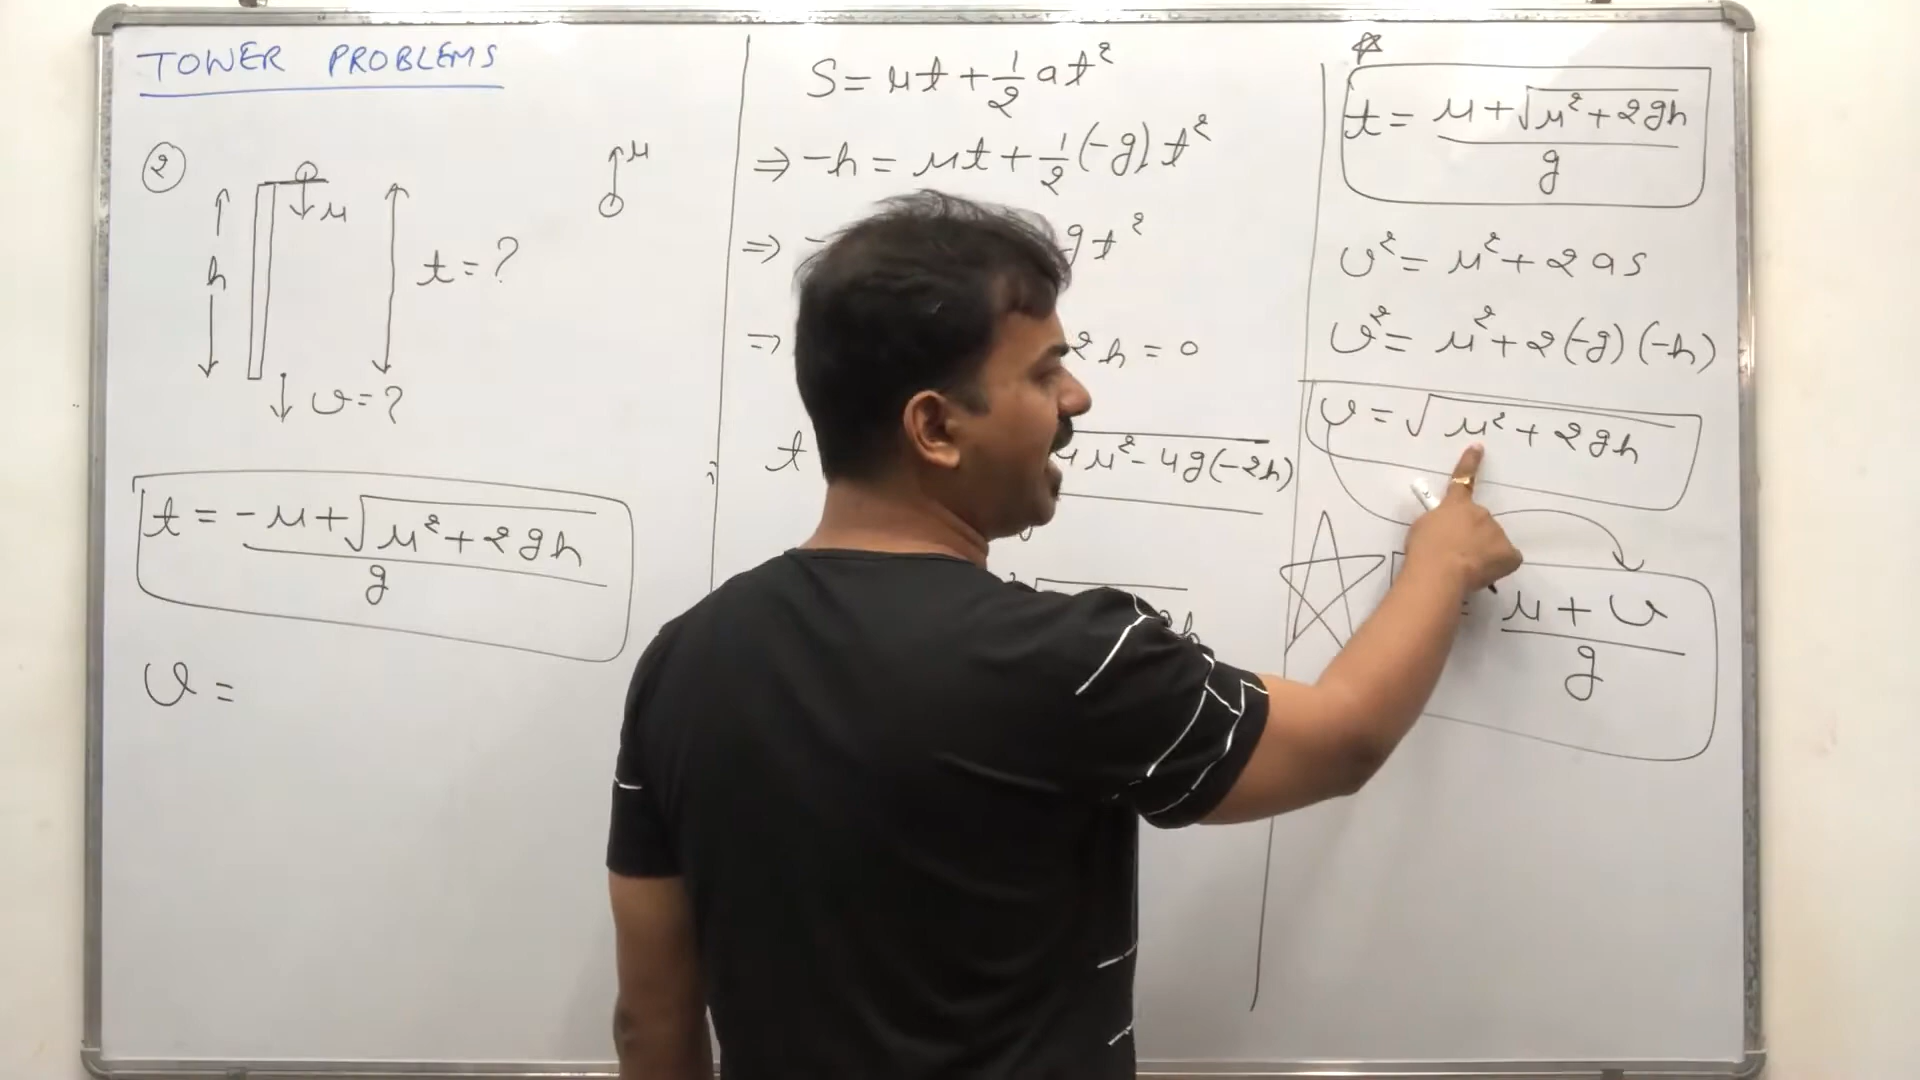 TOWER PROBLEMS
②
u
u
h
t = ?
v = ?
t = -u + √u² + 2gh / g
v =
S = ut + 1/2 at²
⇒ -h = ut + 1/2 (-g) t²
⇒ - gt²
⇒ 2h = 0
t 4u² - 4g(-2h)
t = u + √u² + 2gh / g
v² = u² + 2as
v² = u² + 2(-g)(-h)
v = √u² + 2gh
= u + v / g